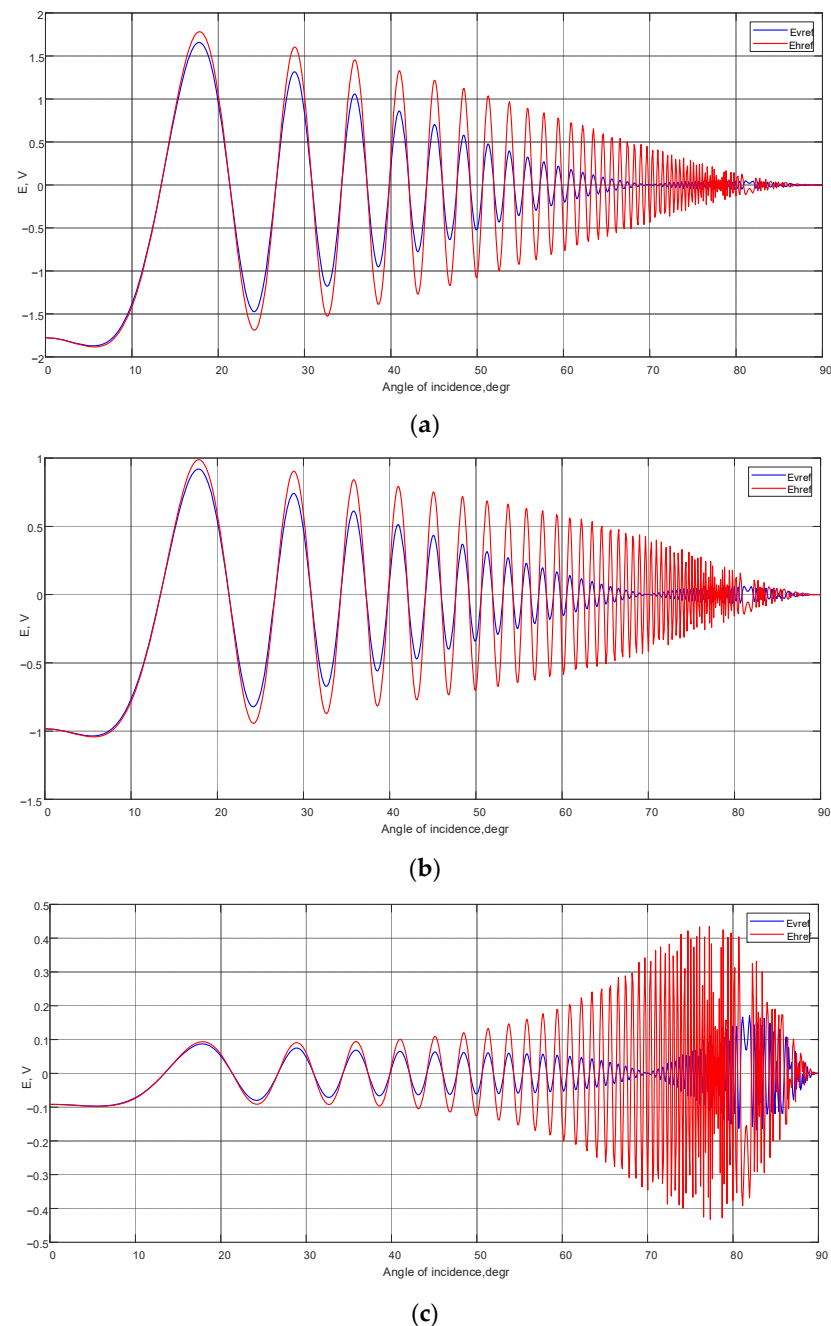 2
1.5
1
0.5
0
−0.5
−1
−1.5
−2
E, V
Evref
Ehref
0 10 20 30 40 50 60 70 80 90
Angle of incidence,degr
(a)
1
0.5
0
−0.5
−1
−1.5
E, V
Evref
Ehref
0 10 20 30 40 50 60 70 80 90
Angle of incidence,degr
(b)
0.5
0.4
0.3
0.2
0.1
0
−0.1
−0.2
−0.3
−0.4
−0.5
E, V
Evref
Ehref
0 10 20 30 40 50 60 70 80 90
Angle of incidence,degr
(c)